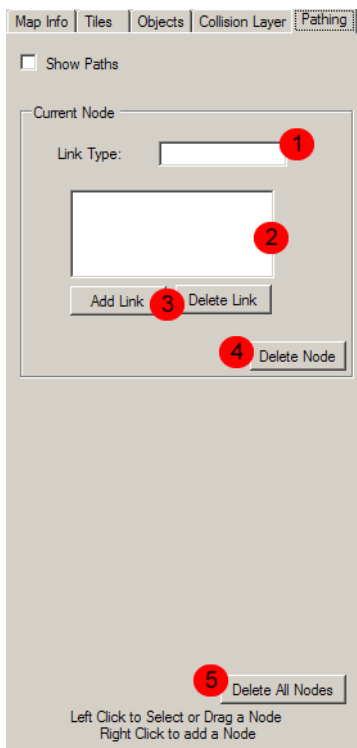 Map Info Tiles Objects Collision Layer Pathing
Show Paths
Current Node
Link Type: 1
2
Add Link 3 Delete Link
4 Delete Node
5 Delete All Nodes
Left Click to Select or Drag a Node
Right Click to add a Node